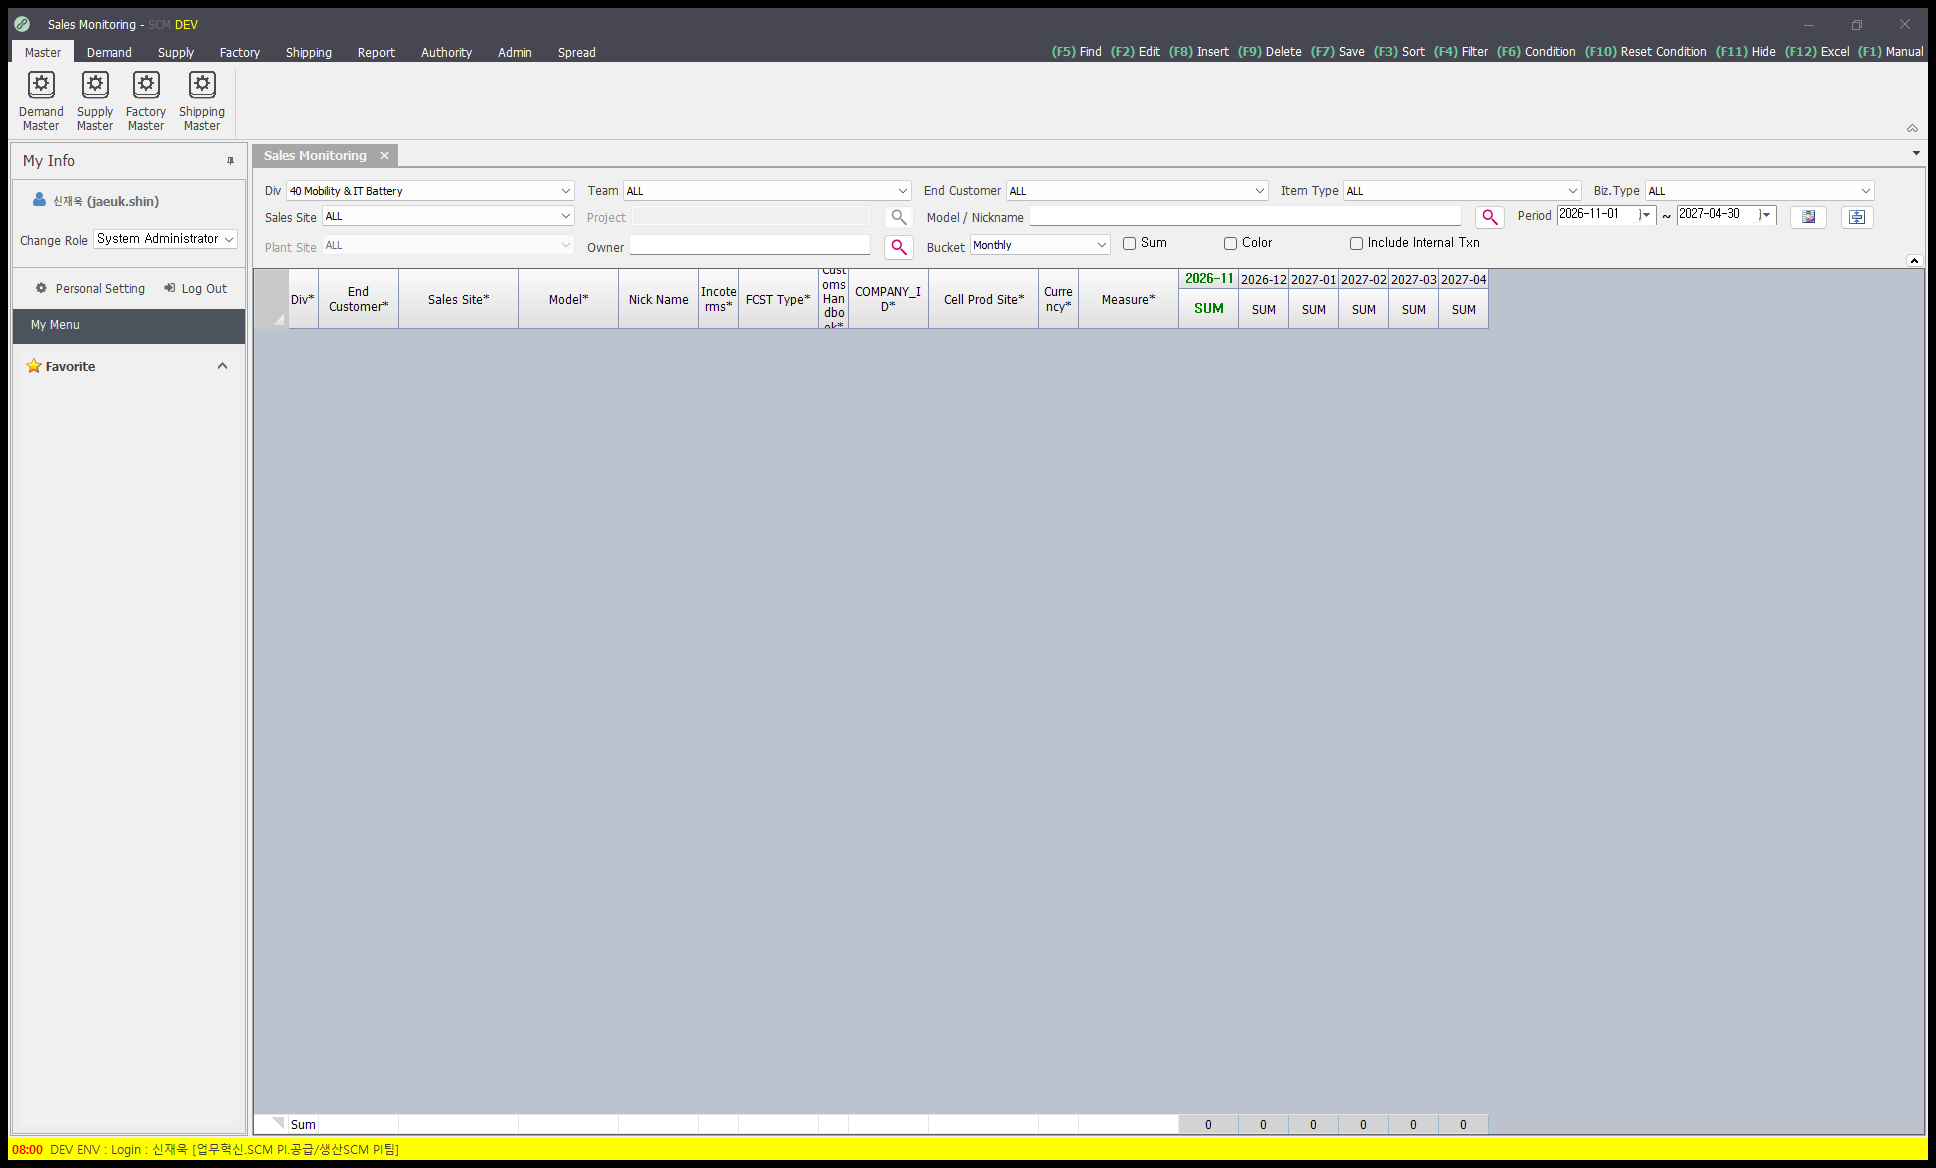 Sales Monitoring - SCM DEV
Master Demand Supply Factory Shipping Report Authority Admin Spread
(F5) Find (F2) Edit (F8) Insert (F9) Delete (F7) Save (F3) Sort (F4) Filter (F6) Condition (F10) Reset Condition (F11) Hide (F12) Excel (F1) Manual
Demand Master
Supply Master
Factory Master
Shipping Master
My Info
신재욱 (jaeuk.shin)
Change Role System Administrator
Personal Setting Log Out
My Menu
Favorite
Sales Monitoring
Div 40 Mobility & IT Battery Team ALL End Customer ALL Item Type ALL Biz.Type ALL
Sales Site ALL Project Model / Nickname Period 2026-11-01 ~ 2027-04-30
Plant Site ALL Owner Bucket Monthly Sum Color Include Internal Txn
Div* End Customer* Sales Site* Model* Nick Name Incoterms* FCST Type* Customs Handbook* COMPANY_ID* Cell Prod Site* Currency* Measure* 2026-11 2026-12 2027-01 2027-02 2027-03 2027-04
SUM SUM SUM SUM SUM SUM
Sum 0 0 0 0 0 0
08:00 DEV ENV : Login : 신재욱 [업무혁신.SCM PI.공급/생산SCM PI팀]